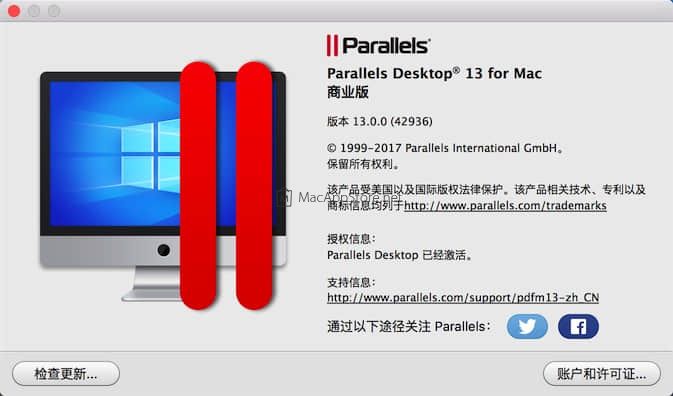 Parallels®
Parallels Desktop® 13 for Mac
商业版
版本 13.0.0 (42936)
© 1999-2017 Parallels International GmbH。
保留所有权利。
该产品受美国以及国际版权法律保护。该产品相关技术、专利以及
商标信息均列于http://www.parallels.com/trademarks
MacAppStore.net
授权信息：
Parallels Desktop 已经激活。
支持信息：
http://www.parallels.com/support/pdfm13-zh_CN
通过以下途径关注 Parallels：
检查更新...
账户和许可证...